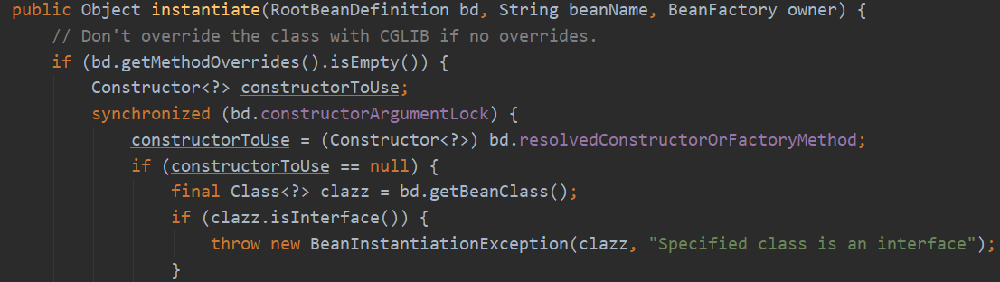 public Object instantiate(RootBeanDefinition bd, String beanName, BeanFactory owner) {
// Don't override the class with CGLIB if no overrides.
if (bd.getMethodOverrides().isEmpty()) {
Constructor<?> constructorToUse;
synchronized (bd.constructorArgumentLock) {
constructorToUse = (Constructor<?>) bd.resolvedConstructorOrFactoryMethod;
if (constructorToUse == null) {
final Class<?> clazz = bd.getBeanClass();
if (clazz.isInterface()) {
throw new BeanInstantiationException(clazz, "Specified class is an interface");
}